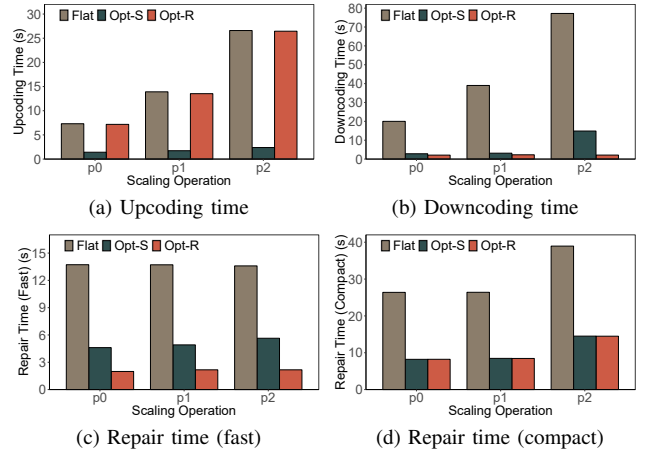 Flat Opt-S Opt-R
Upcoding Time (s)
30
25
20
15
10
5
0
p0 p1 p2
Scaling Operation
(a) Upcoding time
Flat Opt-S Opt-R
Downcoding Time (s)
80
70
60
50
40
30
20
10
0
p0 p1 p2
Scaling Operation
(b) Downcoding time
Flat Opt-S Opt-R
Repair Time (Fast) (s)
15
12
9
6
3
0
p0 p1 p2
Scaling Operation
(c) Repair time (fast)
Flat Opt-S Opt-R
Repair Time (Compact) (s)
40
30
20
10
0
p0 p1 p2
Scaling Operation
(d) Repair time (compact)